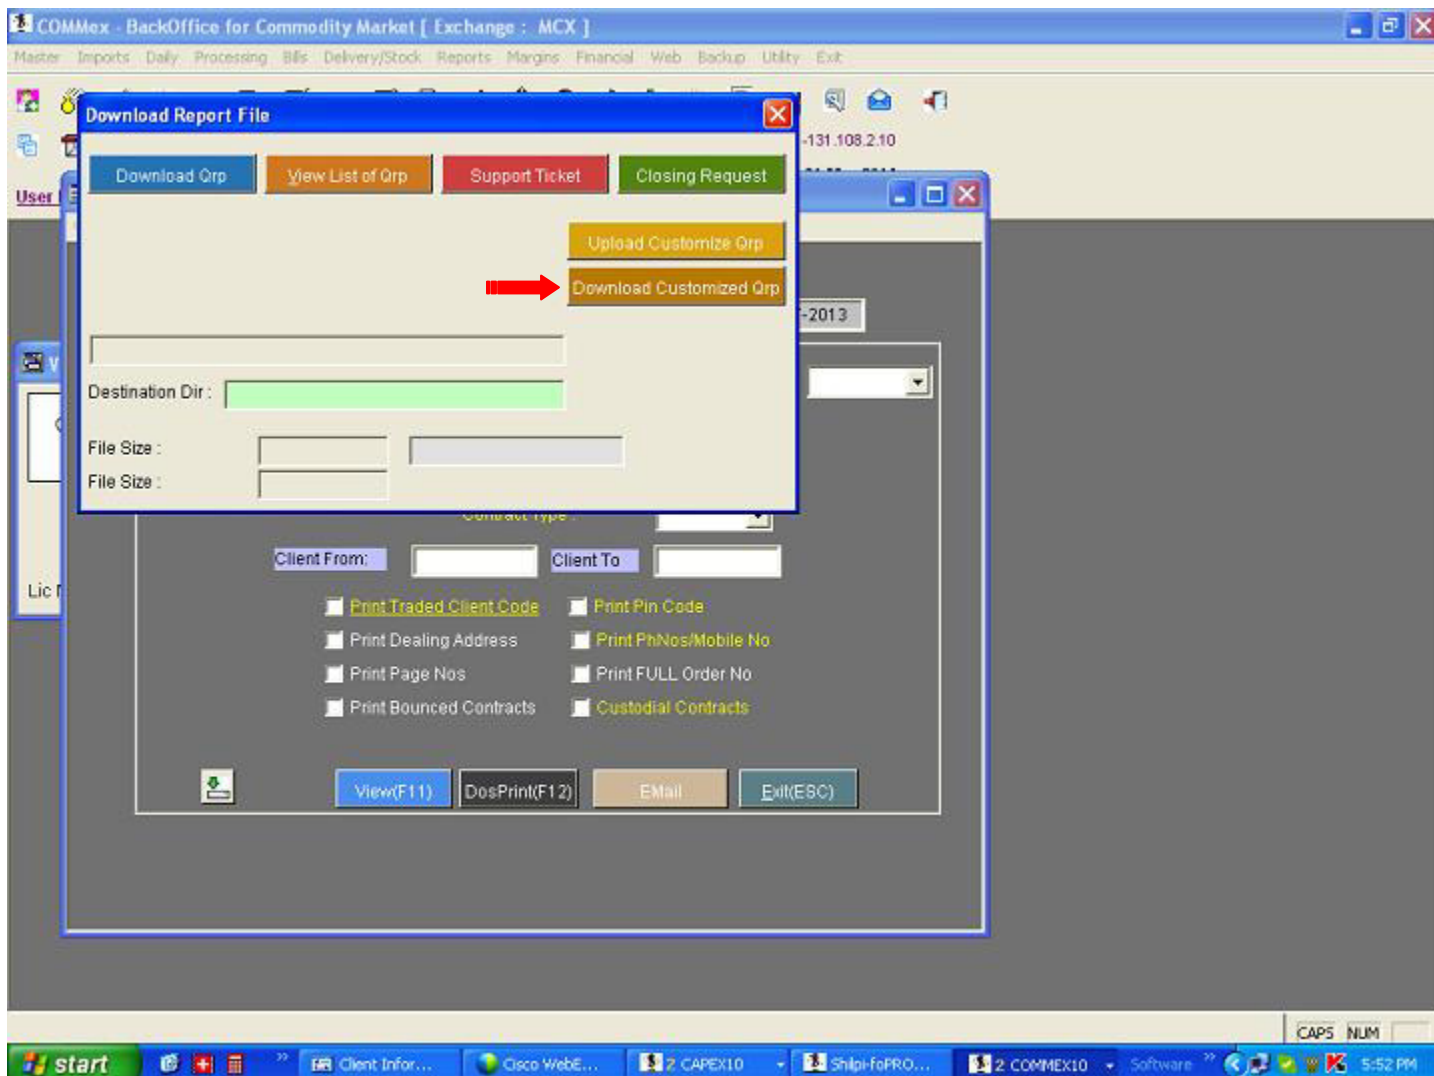 COMMex - BackOffice for Commodity Market [ Exchange : MCX ]
Master Imports Daily Processing Bills Delivery/Stock Reports Margins Financial Web Backup Utility Exit
Download Report File
-131.108.2.10
Download Qrp View List of Qrp Support Ticket Closing Request
User
Upload Customize Qrp
Download Customized Qrp
-2013
Destination Dir :
File Size :
File Size :
Contract Type :
Client From: Client To
Lic
Print Traded Client Code Print Pin Code
Print Dealing Address Print PhNos/Mobile No
Print Page Nos Print FULL Order No
Print Bounced Contracts Custodial Contracts
View(F11) DosPrint(F12) EMail Exit(ESC)
CAPS NUM
start Client Infor... Cisco WebE... 2 CAPEX10 Shilpi-foPRO... 2 COMMEX10 Software 5:52 PM